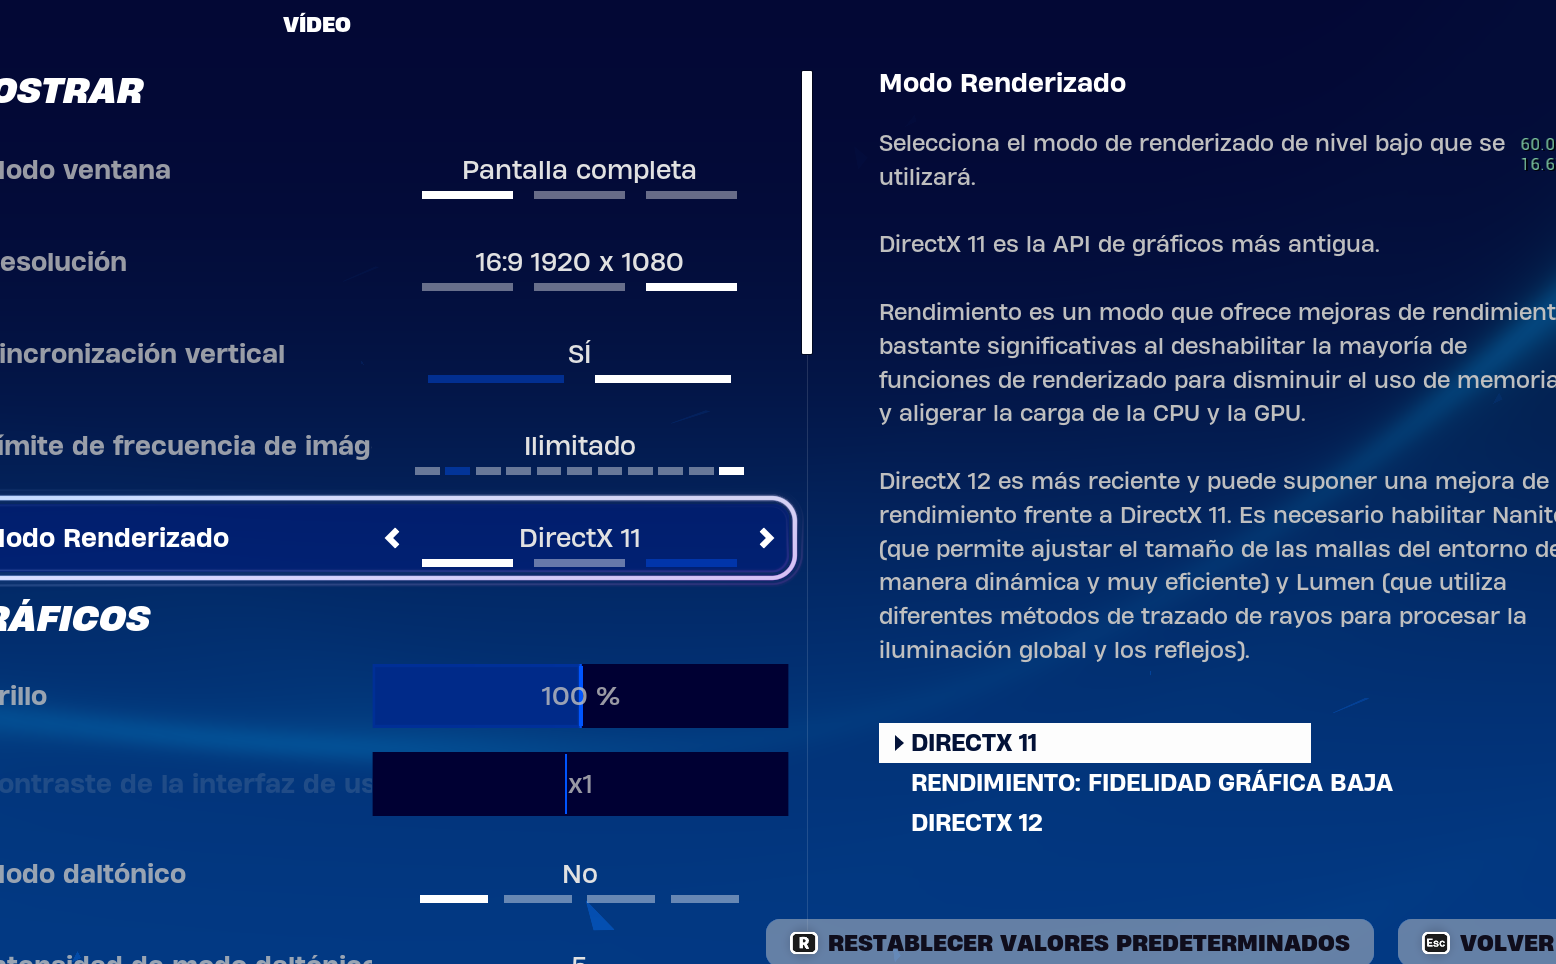 VÍDEO
OSTRAR
odo ventana
Pantalla completa
esolución
16:9 1920 x 1080
incronización vertical
SÍ
ímite de frecuencia de imág
Ilimitado
odo Renderizado
DirectX 11
RÁFICOS
rillo
100 %
ontraste de la interfaz de us
x1
odo daltónico
No
ntensidad de modo daltónico
5
Modo Renderizado
Selecciona el modo de renderizado de nivel bajo que se
utilizará.
60.0
16.6
DirectX 11 es la API de gráficos más antigua.
Rendimiento es un modo que ofrece mejoras de rendimient
bastante significativas al deshabilitar la mayoría de
funciones de renderizado para disminuir el uso de memoria
y aligerar la carga de la CPU y la GPU.
DirectX 12 es más reciente y puede suponer una mejora de
rendimiento frente a DirectX 11. Es necesario habilitar Nanite
(que permite ajustar el tamaño de las mallas del entorno de
manera dinámica y muy eficiente) y Lumen (que utiliza
diferentes métodos de trazado de rayos para procesar la
iluminación global y los reflejos).
DIRECTX 11
RENDIMIENTO: FIDELIDAD GRÁFICA BAJA
DIRECTX 12
R RESTABLECER VALORES PREDETERMINADOS
Esc VOLVER